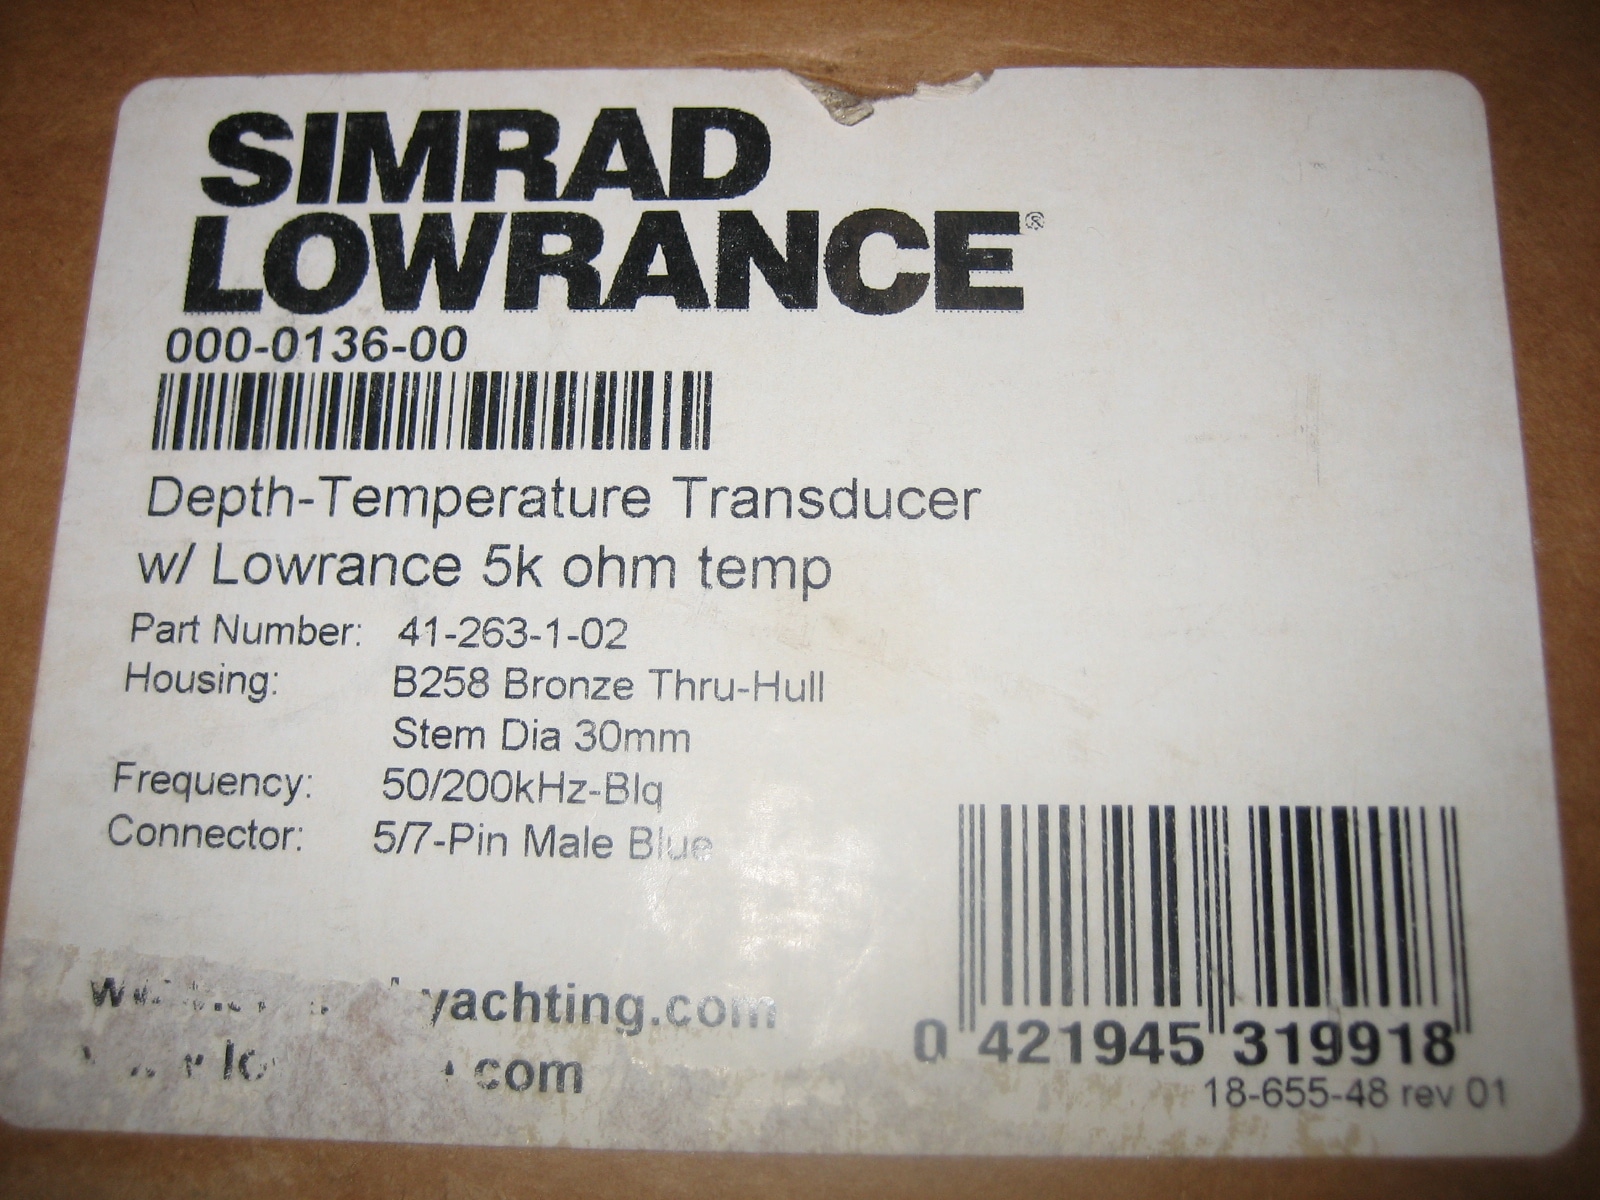 SIMRAD
LOWRANCE®
000-0136-00
Depth-Temperature Transducer
w/ Lowrance 5k ohm temp
Part Number: 41-263-1-02
Housing: B258 Bronze Thru-Hull
Stem Dia 30mm
Frequency: 50/200kHz-Blq
Connector: 5/7-Pin Male Blue
yachting.com
com
0 421945 319918
18-655-48 rev 01